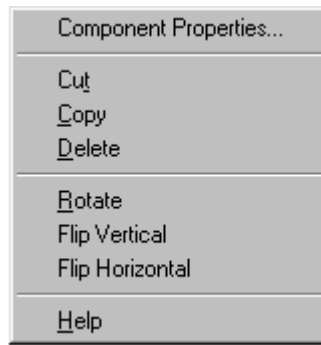 Component Properties...
Cut
Copy
Delete
Rotate
Flip Vertical
Flip Horizontal
Help